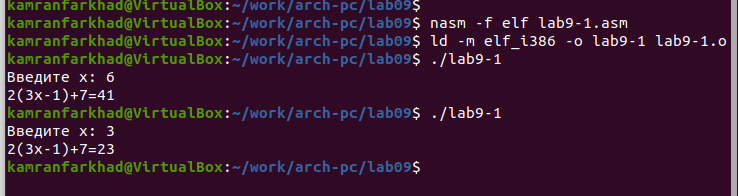 kamranfarkhad@VirtualBox:~/work/arch-pc/lab09$
kamranfarkhad@VirtualBox:~/work/arch-pc/lab09$ nasm -f elf lab9-1.asm
kamranfarkhad@VirtualBox:~/work/arch-pc/lab09$ ld -m elf_i386 -o lab9-1 lab9-1.o
kamranfarkhad@VirtualBox:~/work/arch-pc/lab09$ ./lab9-1
Введите x: 6
2(3x-1)+7=41
kamranfarkhad@VirtualBox:~/work/arch-pc/lab09$ ./lab9-1
Введите x: 3
2(3x-1)+7=23
kamranfarkhad@VirtualBox:~/work/arch-pc/lab09$